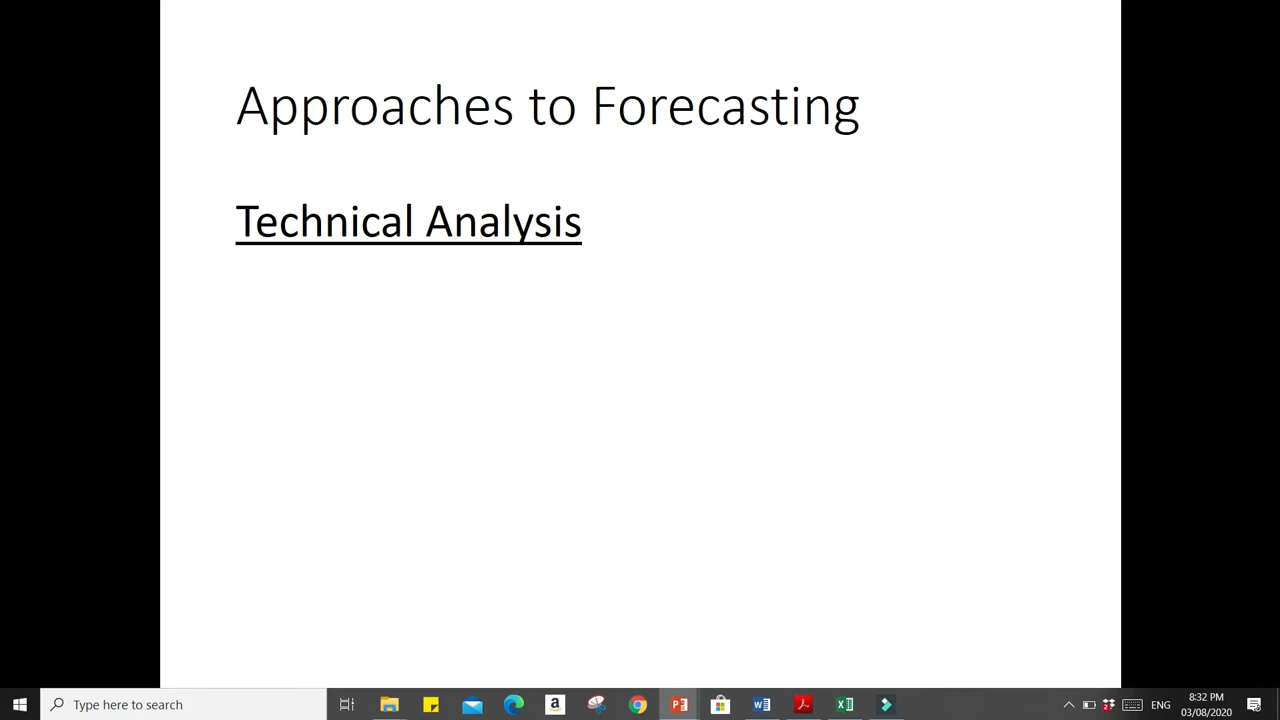 Approaches to Forecasting
Technical Analysis
Type here to search
ENG
8:32 PM
03/08/2020